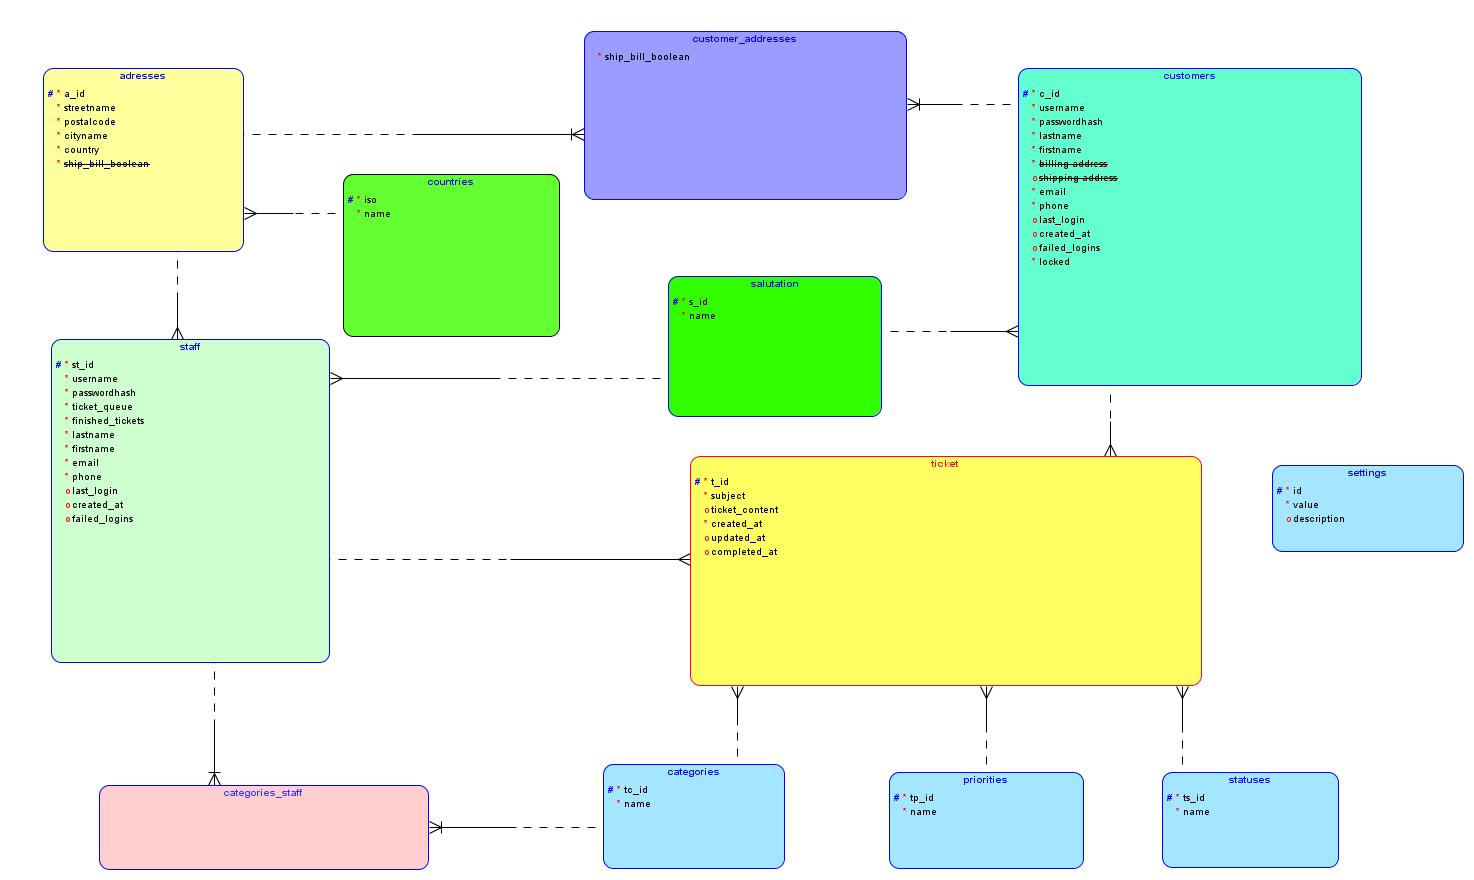 customer_addresses
* ship_bill_boolean
adresses
# * a_id
* streetname
* postalcode
* cityname
* country
* ship_bill_boolean
customers
# * c_id
* username
* passwordhash
* lastname
* firstname
* billing address
o shipping address
* email
* phone
o last_login
o created_at
o failed_logins
* locked
countries
# * iso
* name
salutation
# * s_id
* name
staff
# * st_id
* username
* passwordhash
* ticket_queue
* finished_tickets
* lastname
* firstname
* email
* phone
o last_login
o created_at
o failed_logins
ticket
# * t_id
* subject
o ticket_content
* created_at
o updated_at
o completed_at
settings
# * id
* value
o description
categories_staff
categories
# * tc_id
* name
priorities
# * tp_id
* name
statuses
# * ts_id
* name